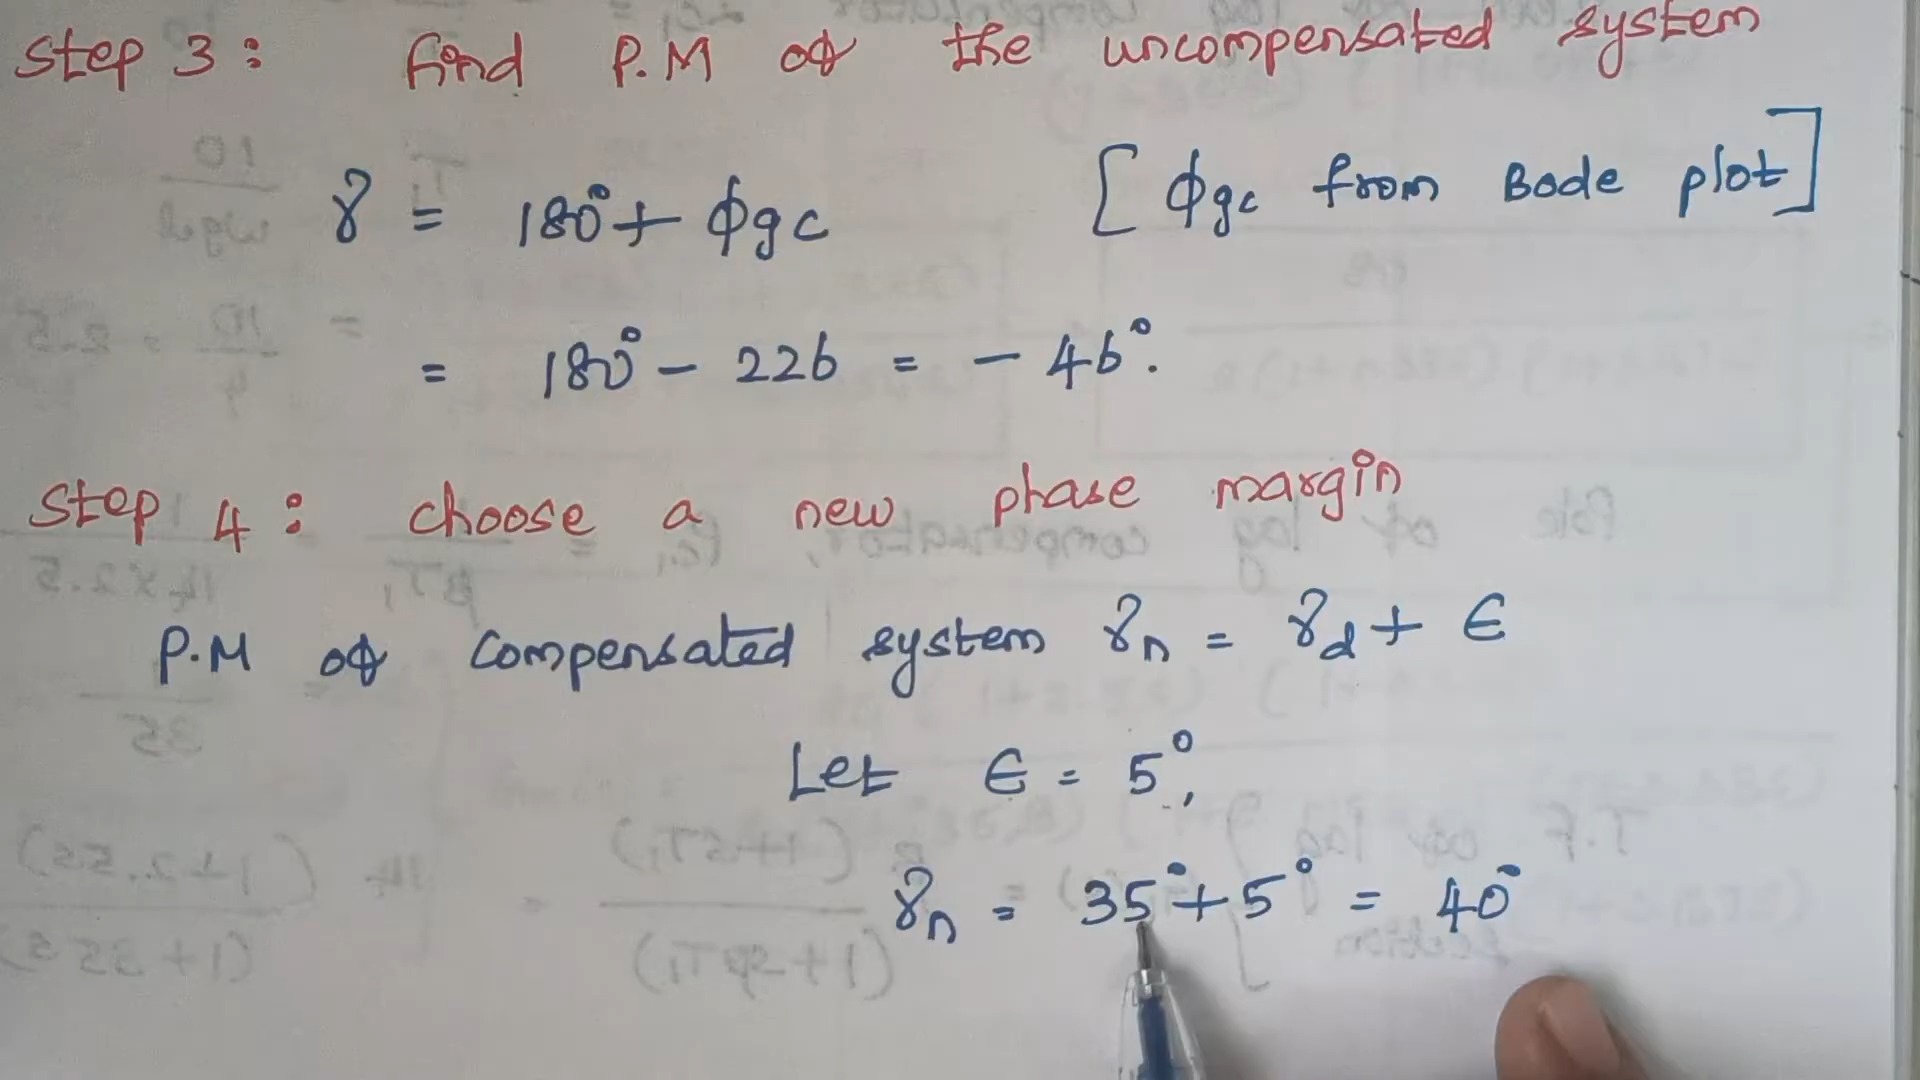 Step 3: Find P.M of the uncompensated system
γ = 180° + ϕgc [ϕgc from Bode plot]
= 180° - 226 = - 46°.
Step 4: choose a new phase margin
P.M of compensated system γn = γd + ϵ
Let ϵ = 5°,
γn = 35° + 5° = 40°